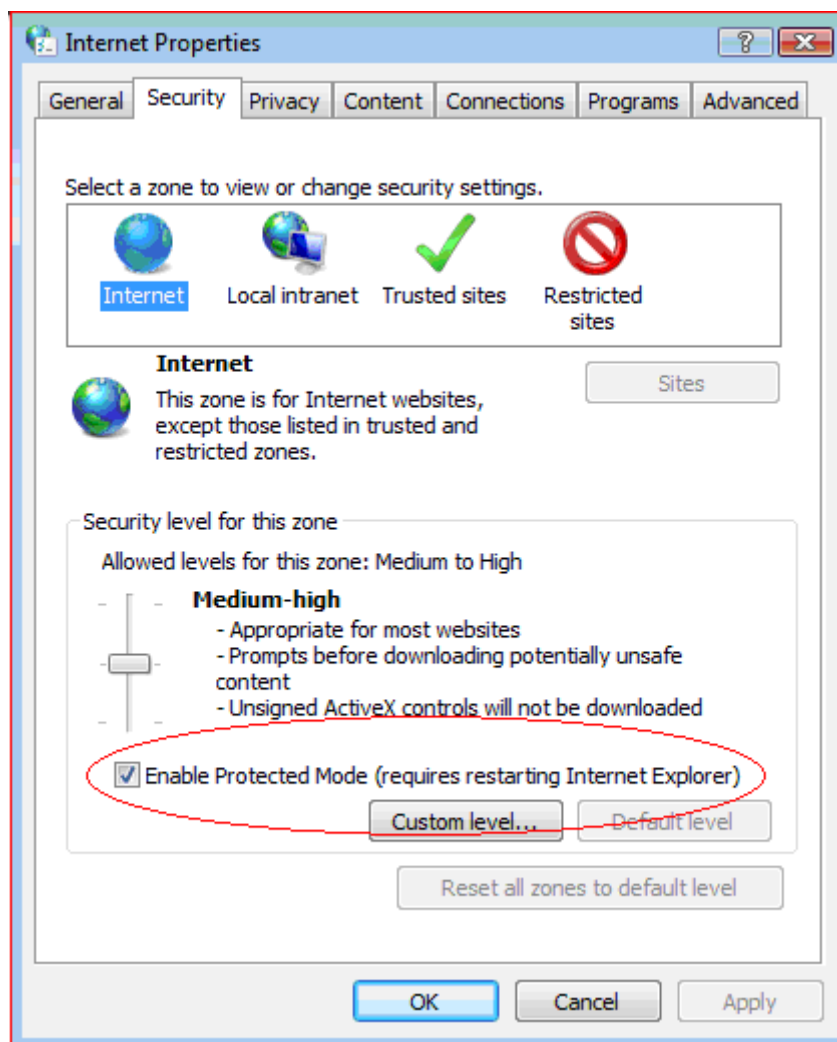 Internet Properties
General Security Privacy Content Connections Programs Advanced
Select a zone to view or change security settings.
Internet Local intranet Trusted sites Restricted
sites
Internet
Sites
This zone is for Internet websites,
except those listed in trusted and
restricted zones.
Security level for this zone
Allowed levels for this zone: Medium to High
Medium-high
- Appropriate for most websites
- Prompts before downloading potentially unsafe
content
- Unsigned ActiveX controls will not be downloaded
Enable Protected Mode (requires restarting Internet Explorer)
Custom level... Default level
Reset all zones to default level
OK Cancel Apply